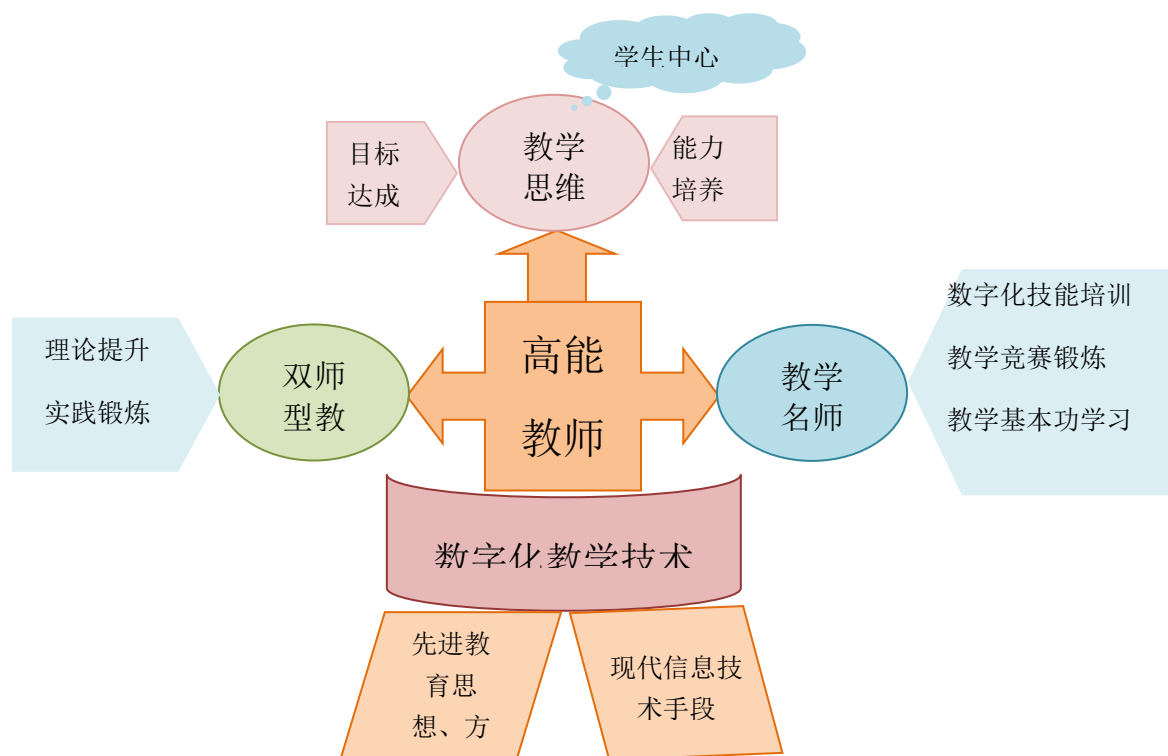 学生中心
教学
思维
目标
达成
能力
培养
高能
教师
双师
型教
理论提升
实践锻炼
教学
名师
数字化技能培训
教学竞赛锻炼
教学基本功学习
数字化教学技术
先进教
育思
想、方
现代信息技
术手段